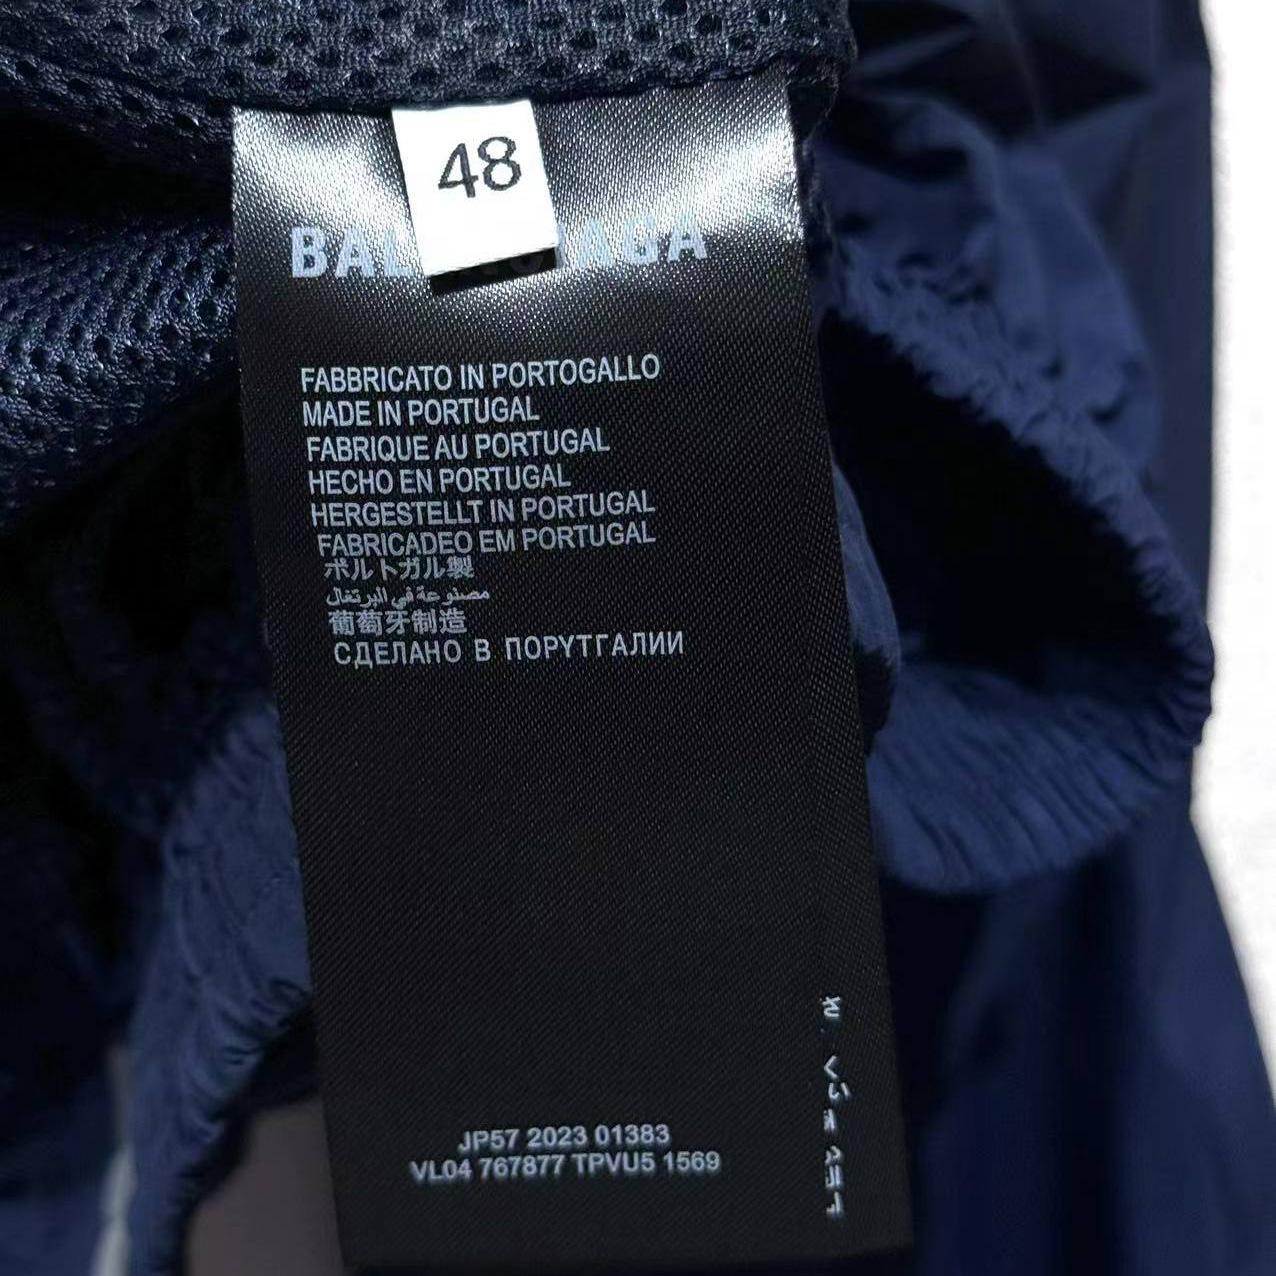 48
FABBRICATO IN PORTOGALLO
MADE IN PORTUGAL
FABRIQUE AU PORTUGAL
HECHO EN PORTUGAL
HERGESTELLT IN PORTUGAL
FABRICADEO EM PORTUGAL
ポルトガル製
مصنوعة في البرتغال
葡萄牙制造
СДЕЛАНО В ПОРУТГАЛИИ
JP57 2023 01383
VL04 767877 TPVU5 1569